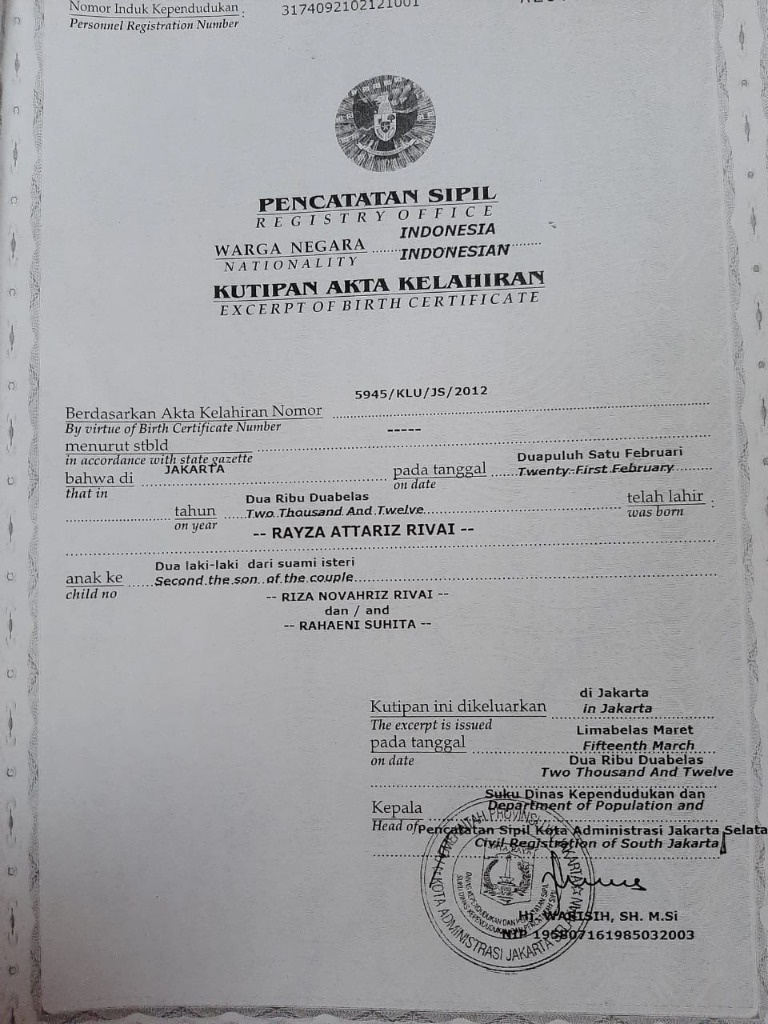 Nomor Induk Kependudukan : 3174092102121001
Personnel Registration Number
PENCATATAN SIPIL
REGISTRY OFFICE
INDONESIA
WARGA NEGARA
INDONESIAN
NATIONALITY
KUTIPAN AKTA KELAHIRAN
EXCERPT OF BIRTH CERTIFICATE
5945/KLU/JS/2012
Berdasarkan Akta Kelahiran Nomor
By virtue of Birth Certificate Number
-----
menurut stbld
in accordance with state gazette
JAKARTA
Duapuluh Satu Februari
bahwa di pada tanggal Twenty-First February
that in on date
Dua Ribu Duabelas
tahun Two Thousand And Twelve telah lahir :
on year was born
-- RAYZA ATTARIZ RIVAI --
Dua laki-laki dari suami isteri
anak ke Second the son of the couple
child no
-- RIZA NOVAHRIZ RIVAI --
dan / and
-- RAHAENI SUHITA --
di Jakarta
Kutipan ini dikeluarkan in Jakarta
The excerpt is issued
Limabelas Maret
pada tanggal Fifteenth March
on date Dua Ribu Duabelas
Two Thousand And Twelve
Suku Dinas Kependudukan dan
Kepala Department of Population and
Head of Pencatatan Sipil Kota Administrasi Jakarta Selata
Civil Registration of South Jakarta
KOTA ADMINISTRASI JAKARTA SELATAN
Hj. WARISIH, SH. M.Si
NIP 195807161985032003